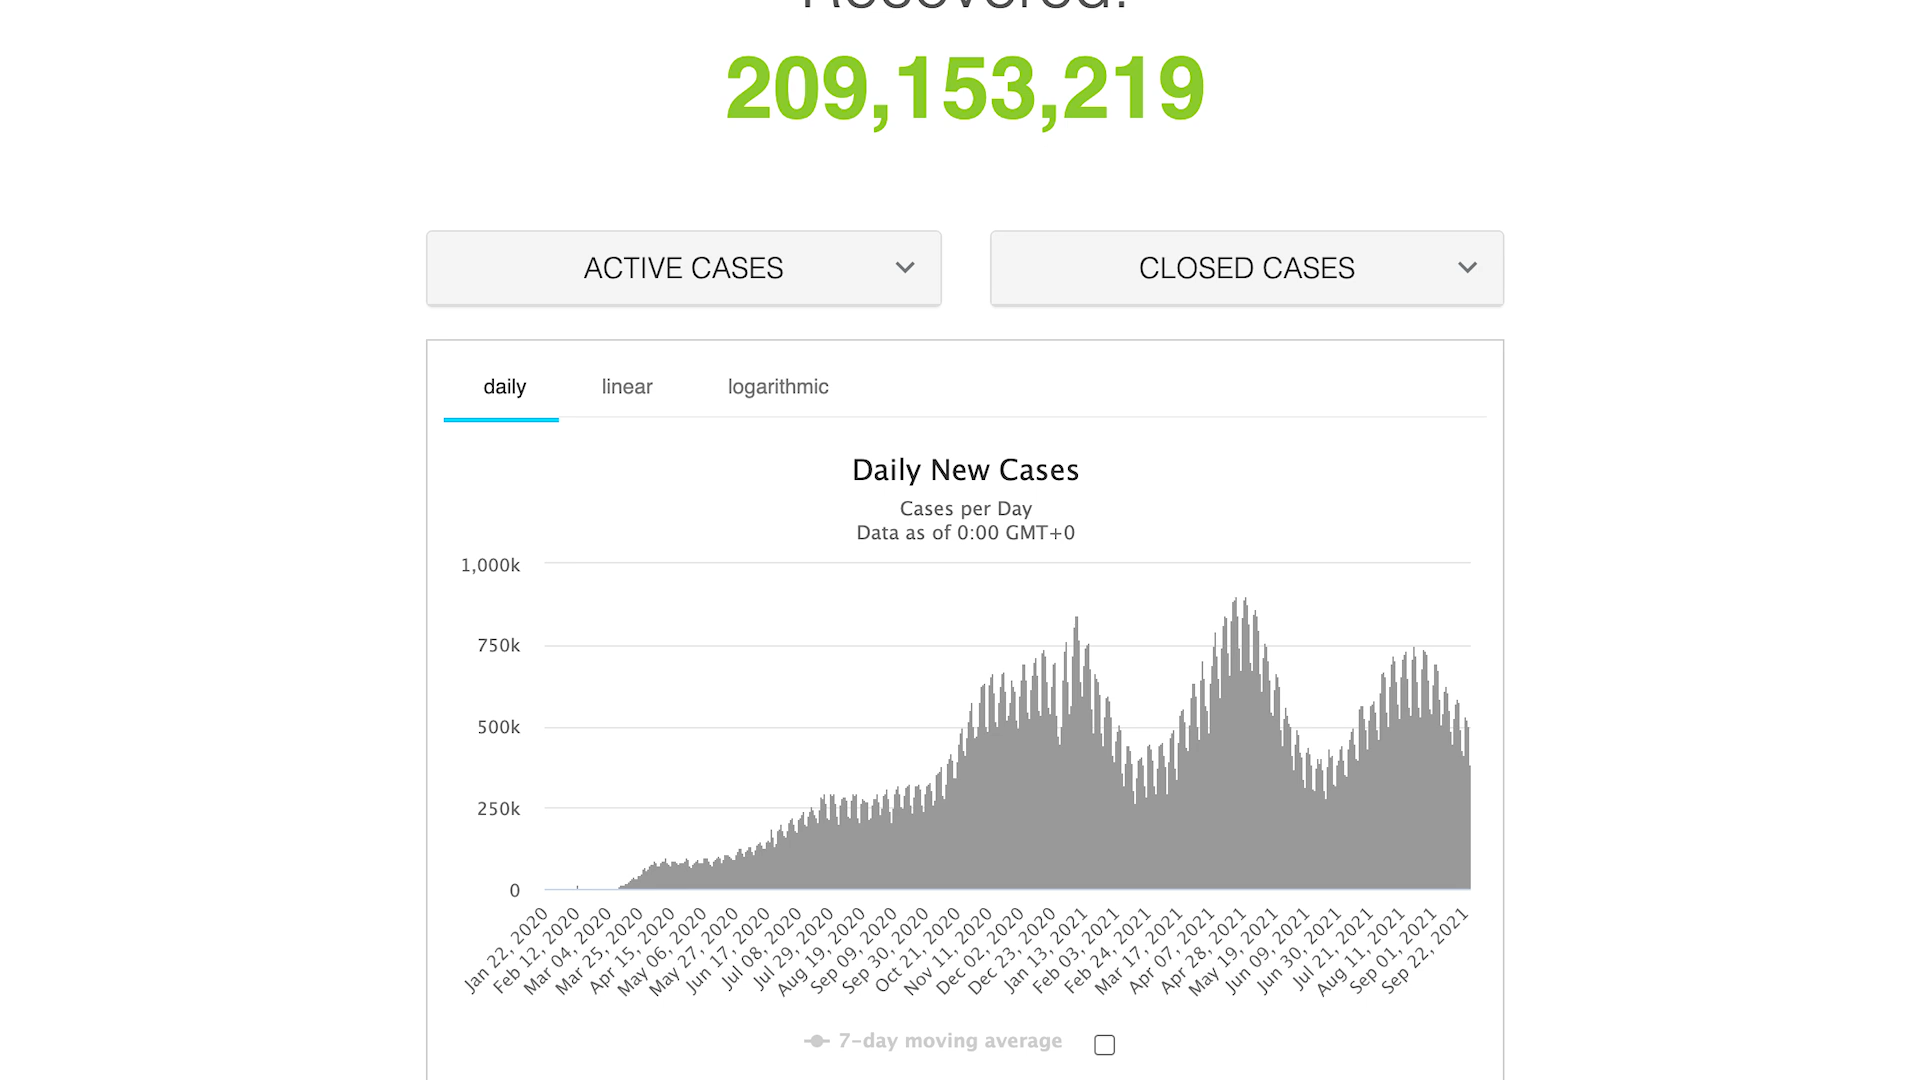 Recovered:
209,153,219
ACTIVE CASES
CLOSED CASES
daily
linear
logarithmic
Daily New Cases
Cases per Day
Data as of 0:00 GMT+0
1,000k
750k
500k
250k
0
Jan 22, 2020
Feb 12, 2020
Mar 04, 2020
Mar 25, 2020
Apr 15, 2020
May 06, 2020
May 27, 2020
Jun 17, 2020
Jul 08, 2020
Jul 29, 2020
Aug 19, 2020
Sep 09, 2020
Sep 30, 2020
Oct 21, 2020
Nov 11, 2020
Dec 02, 2020
Dec 23, 2020
Jan 13, 2021
Feb 03, 2021
Feb 24, 2021
Mar 17, 2021
Apr 07, 2021
Apr 28, 2021
May 19, 2021
Jun 09, 2021
Jun 30, 2021
Jul 21, 2021
Aug 11, 2021
Sep 01, 2021
Sep 22, 2021
7-day moving average